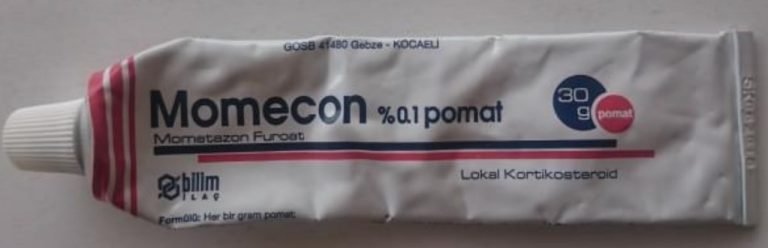 GOSB 41480 Gebze - KOCAELİ
Momecon %0.1 pomat
Mometazon Furoat
30 g pomat
Lokal Kortikosteroid
bilim
İLAÇ
Formülü: Her bir gram pomat;